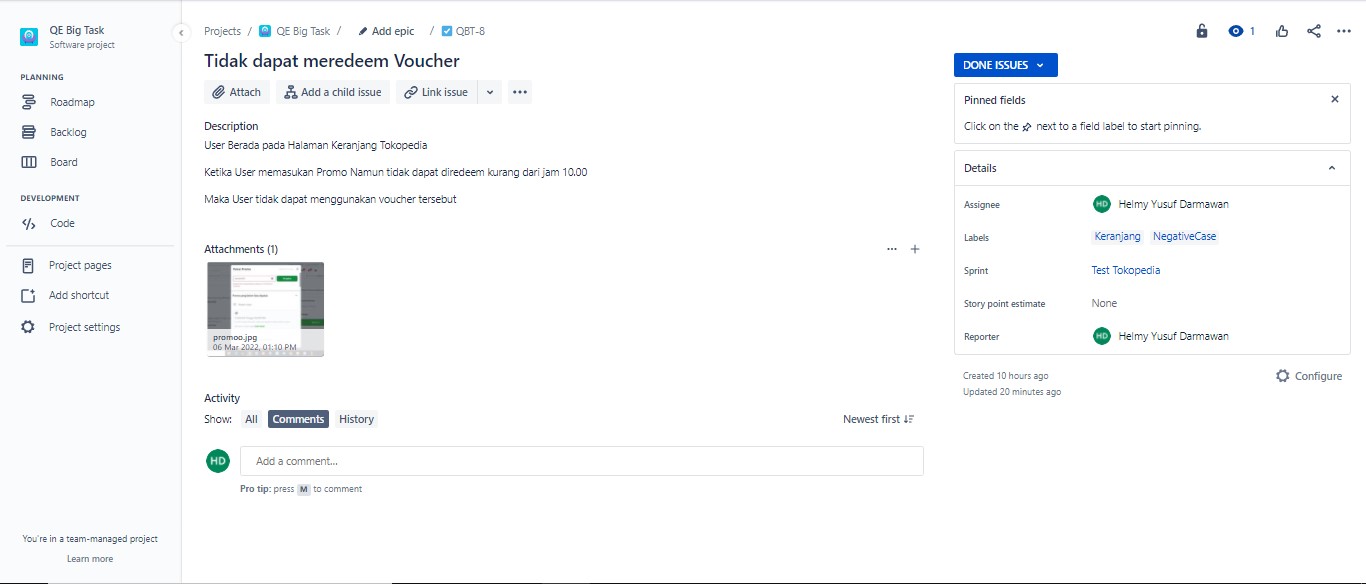 QE Big Task
Software project
PLANNING
Roadmap
Backlog
Board
DEVELOPMENT
Code
Project pages
Add shortcut
Project settings
You're in a team-managed project
Learn more
Projects / QE Big Task / Add epic / QBT-8
1
Tidak dapat meredeem Voucher
Attach
Add a child issue
Link issue
Description
User Berada pada Halaman Keranjang Tokopedia
Ketika User memasukan Promo Namun tidak dapat diredeem kurang dari jam 10.00
Maka User tidak dapat menggunakan voucher tersebut
Attachments (1)
promoo.jpg
06 Mar 2022, 01:10 PM
Activity
Show: All Comments History
Newest first
HD Add a comment...
Pro tip: press M to comment
DONE ISSUES
Pinned fields
Click on the next to a field label to start pinning.
Details
Assignee HD Helmy Yusuf Darmawan
Labels Keranjang NegativeCase
Sprint Test Tokopedia
Story point estimate None
Reporter HD Helmy Yusuf Darmawan
Created 10 hours ago
Updated 20 minutes ago
Configure